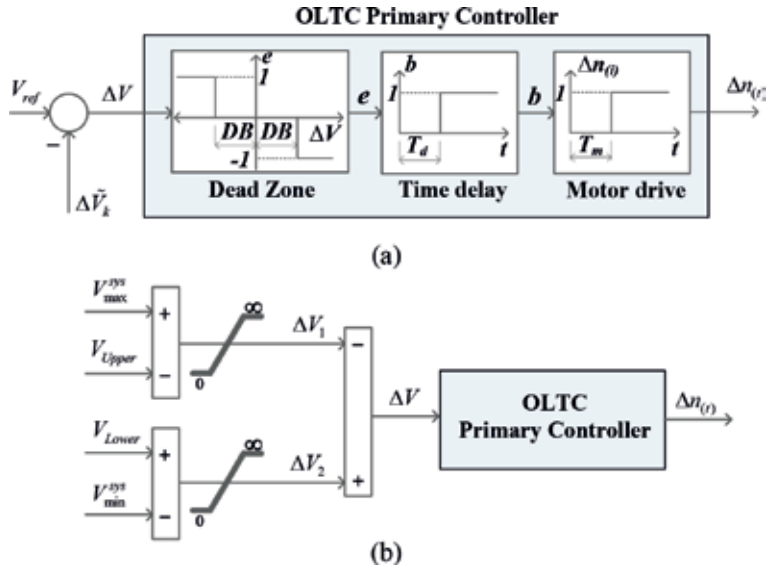 OLTC Primary Controller
V_ref
−
ΔṼ_k
ΔV
e
1
DB DB ΔV
-1
Dead Zone
e
b
1
T_d
t
Time delay
b
Δn_(i)
1
T_m
t
Motor drive
Δn_(r)
(a)
V_max^sys
+
V_Upper
−
∞
0
ΔV_1
−
V_Lower
+
V_min^sys
−
∞
0
ΔV_2
+
ΔV
OLTC
Primary Controller
Δn_(r)
(b)